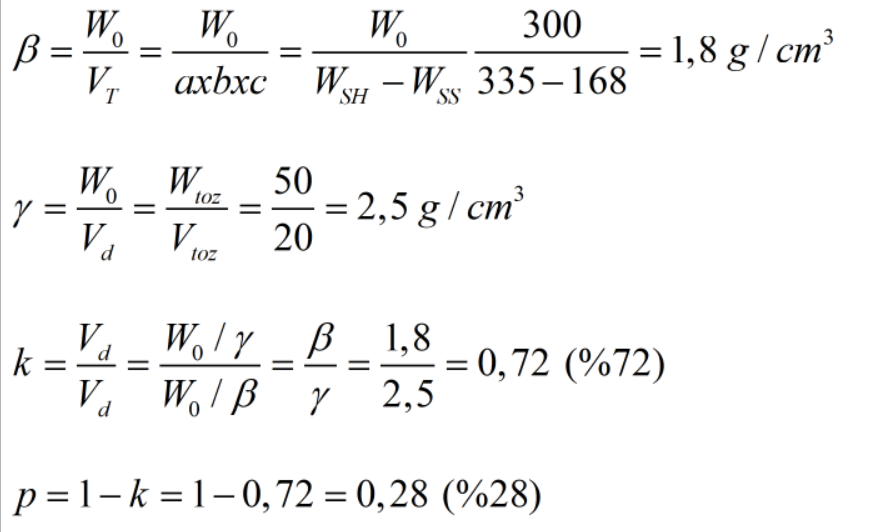 β = W₀/V_T = W₀/axbxc = W₀/(W_SH − W_SS) 300/(335 − 168) = 1,8 g / cm³
γ = W₀/V_d = W_toz/V_toz = 50/20 = 2,5 g / cm³
k = V_d/V_d = (W₀ / γ)/(W₀ / β) = β/γ = 1,8/2,5 = 0,72 (%72)
p = 1 − k = 1 − 0,72 = 0,28 (%28)